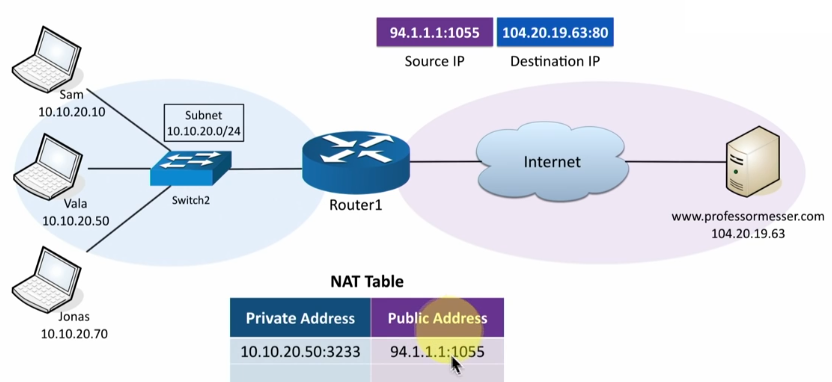 94.1.1.1:1055 104.20.19.63:80
Source IP Destination IP
Sam
10.10.20.10
Subnet
10.10.20.0/24
Vala
10.10.20.50
Switch2
Router1
Internet
www.professormesser.com
104.20.19.63
Jonas
10.10.20.70
NAT Table
Private Address Public Address
10.10.20.50:3233 94.1.1.1:1055